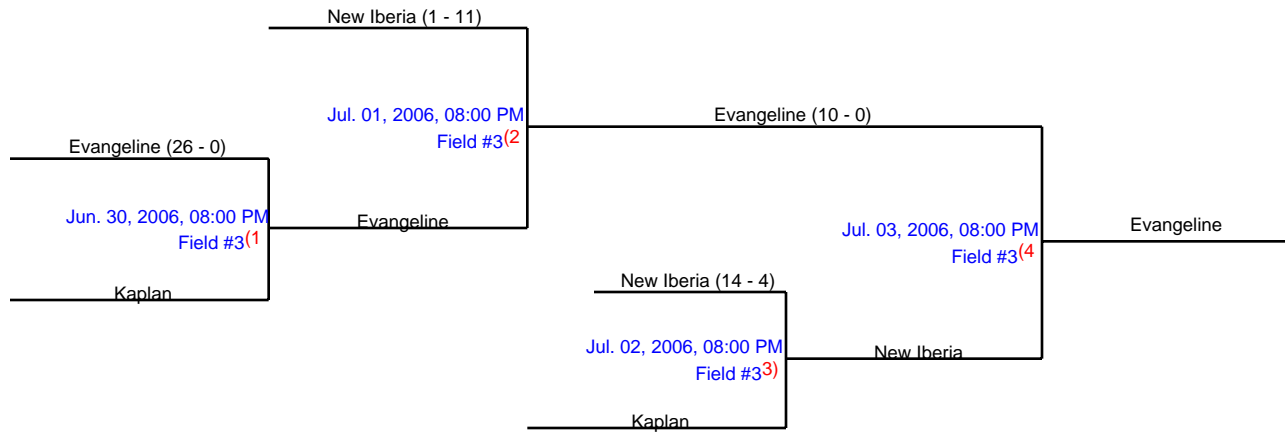 New Iberia (1 - 11)
Jul. 01, 2006, 08:00 PM
Field #3(2
Evangeline (10 - 0)
Evangeline (26 - 0)
Jun. 30, 2006, 08:00 PM
Field #3(1
Evangeline
Kaplan
Jul. 03, 2006, 08:00 PM
Field #3(4
Evangeline
New Iberia (14 - 4)
Jul. 02, 2006, 08:00 PM
Field #33)
New Iberia
Kaplan